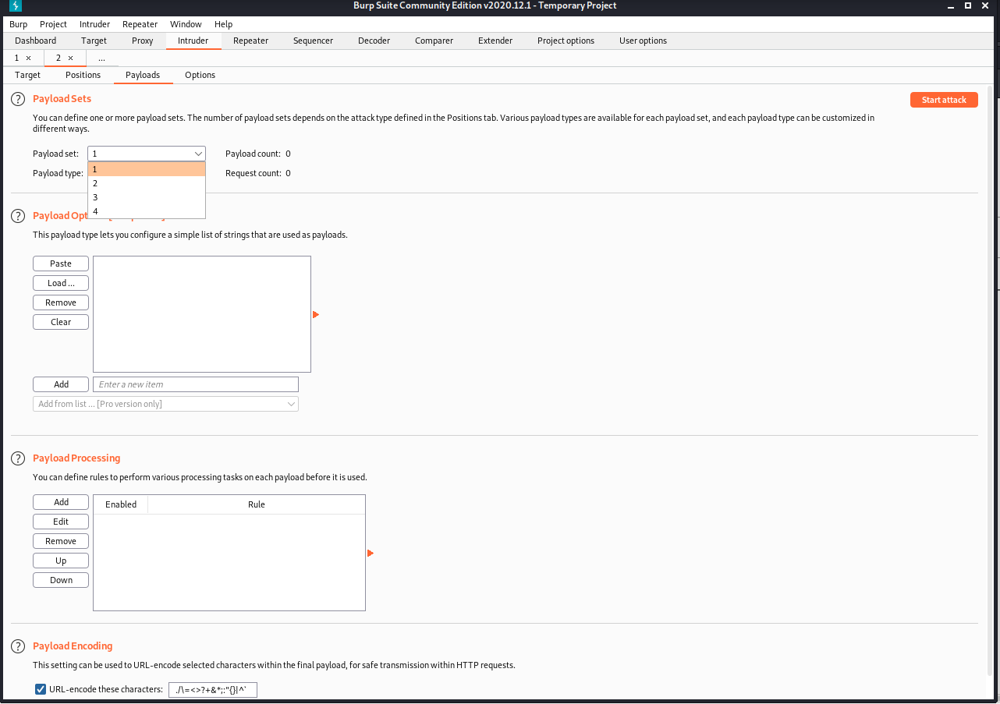 Burp Suite Community Edition v2020.12.1 - Temporary Project
Burp Project Intruder Repeater Window Help
Dashboard Target Proxy Intruder Repeater Sequencer Decoder Comparer Extender Project options User options
1 × 2 × ...
Target Positions Payloads Options
? Payload Sets Start attack
You can define one or more payload sets. The number of payload sets depends on the attack type defined in the Positions tab. Various payload types are available for each payload set, and each payload type can be customized in
different ways.
Payload set: 1 Payload count: 0
Payload type: Request count: 0
1
2
3
4
? Payload
This payload type lets you configure a simple list of strings that are used as payloads.
Paste
Load ...
Remove
Clear
Add Enter a new item
Add from list ... [Pro version only]
? Payload Processing
You can define rules to perform various processing tasks on each payload before it is used.
Add Enabled Rule
Edit
Remove
Up
Down
? Payload Encoding
This setting can be used to URL-encode selected characters within the final payload, for safe transmission within HTTP requests.
URL-encode these characters: ./\=<>?+&*;:"{}|^`